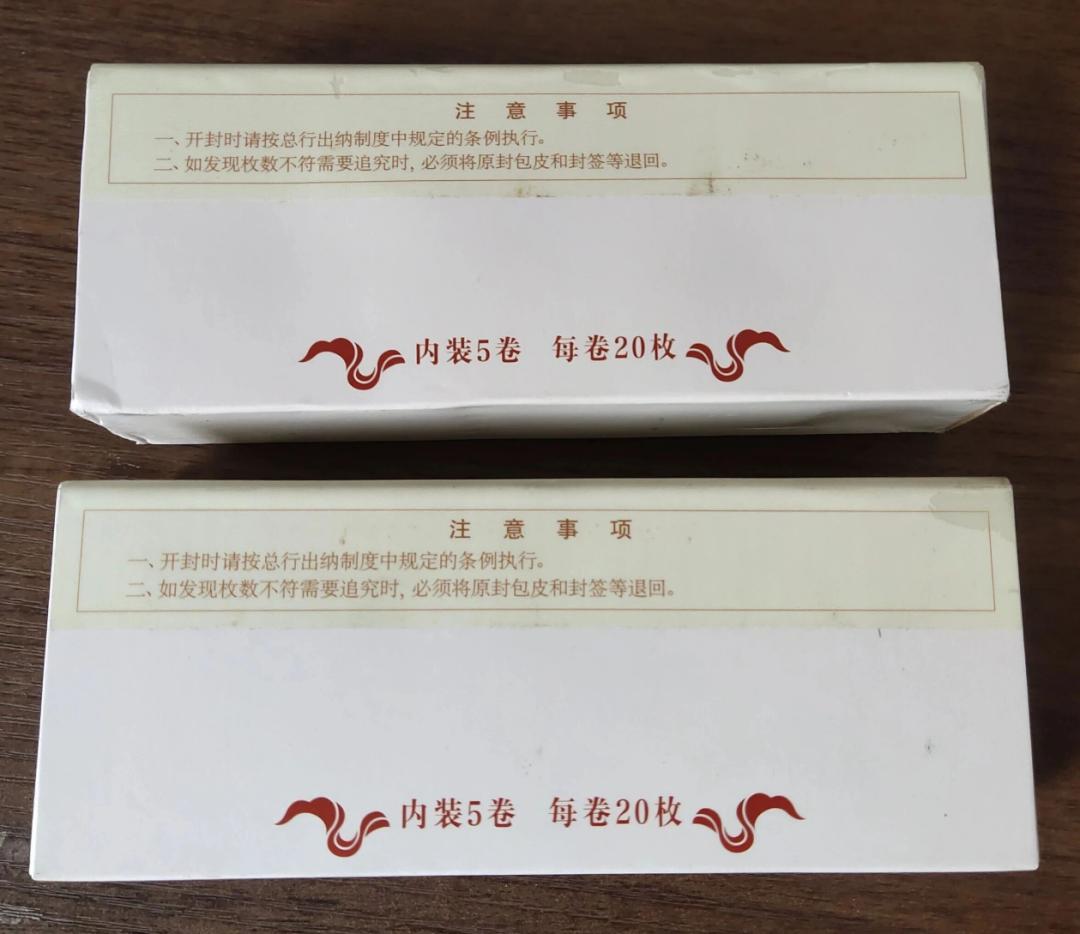 注意事项
一、开封时请按总行出纳制度中规定的条例执行。
二、如发现枚数不符需要追究时, 必须将原封包皮和封签等退回。
内装5卷 每卷20枚
注意事项
一、开封时请按总行出纳制度中规定的条例执行。
二、如发现枚数不符需要追究时, 必须将原封包皮和封签等退回。
内装5卷 每卷20枚